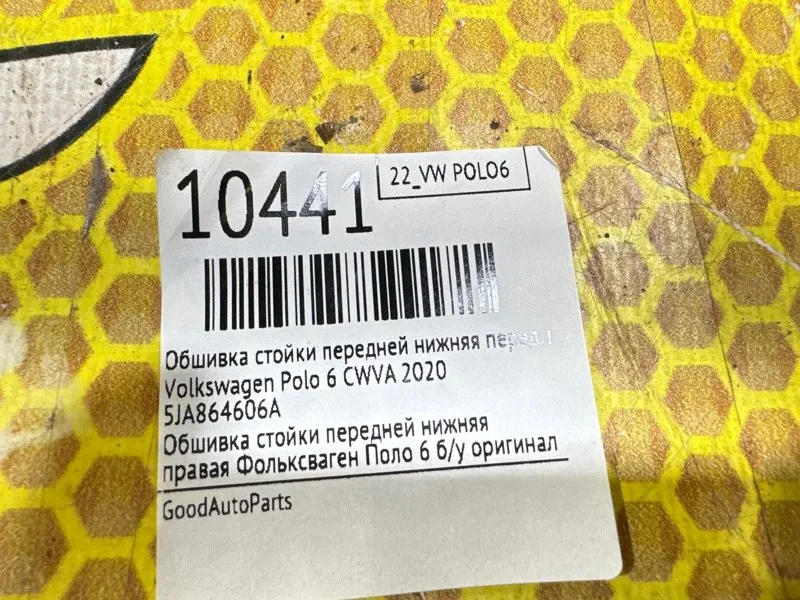 10441
22_VW POLO6
Обшивка стойки передней нижняя перед.
Volkswagen Polo 6 CWVA 2020
5JA864606A
Обшивка стойки передней нижняя
правая Фольксваген Поло 6 б/у оригинал
GoodAutoParts